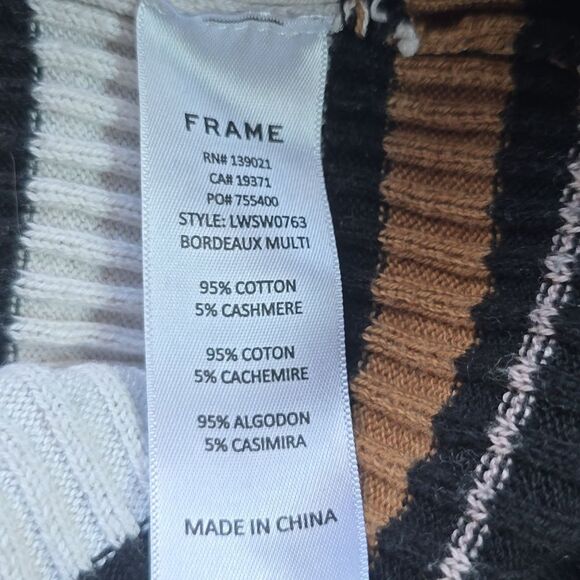 FRAME
RN# 139021
CA# 19371
PO# 755400
STYLE: LWSW0763
BORDEAUX MULTI
95% COTTON
5% CASHMERE
95% COTON
5% CACHEMIRE
95% ALGODON
5% CASIMIRA
MADE IN CHINA